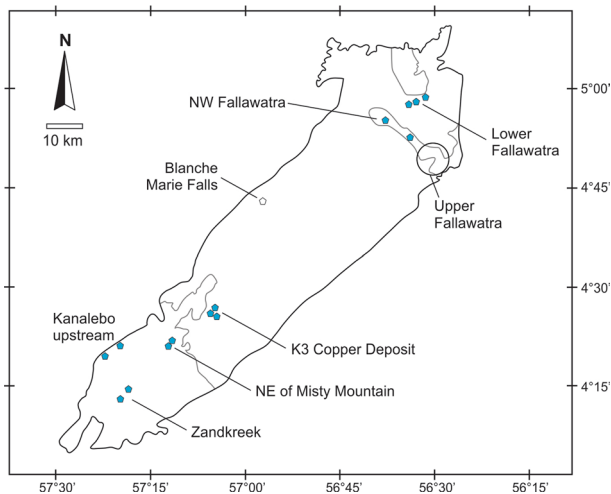 N
10 km
NW Fallawatra
Lower
Fallawatra
Blanche
Marie Falls
Upper
Fallawatra
Kanalebo
upstream
K3 Copper Deposit
NE of Misty Mountain
Zandkreek
5°00'
4°45'
4°30'
4°15'
57°30' 57°15' 57°00' 56°45' 56°30' 56°15'